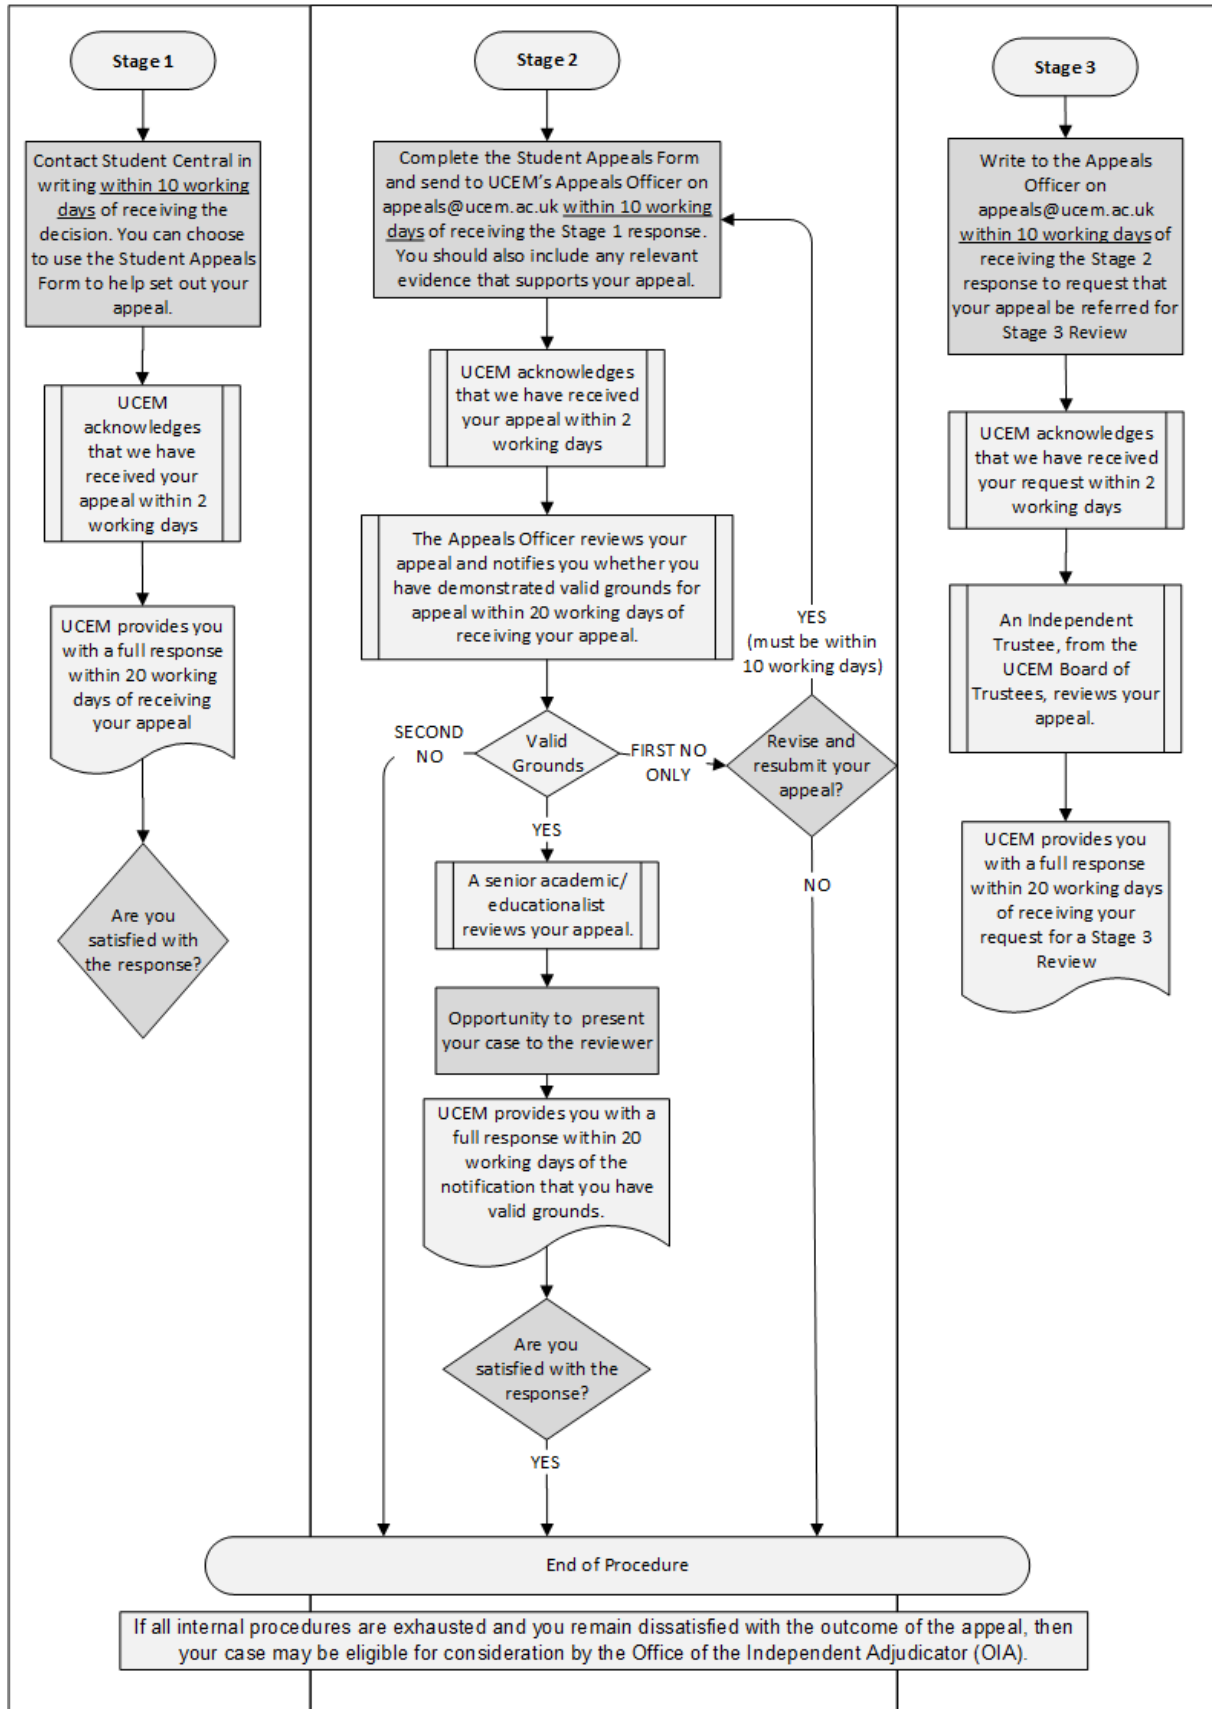 Stage 1
Contact Student Central in
writing within 10 working
days of receiving the
decision. You can choose
to use the Student Appeals
Form to help set out your
appeal.
UCEM
acknowledges
that we have
received your
appeal within 2
working days
UCEM provides you
with a full response
within 20 working
days of receiving
your appeal
Are you
satisfied with
the response?
Stage 2
Complete the Student Appeals Form
and send to UCEM's Appeals Officer on
appeals@ucem.ac.uk within 10 working
days of receiving the Stage 1 response.
You should also include any relevant
evidence that supports your appeal.
UCEM acknowledges
that we have received
your appeal within 2
working days
The Appeals Officer reviews your
appeal and notifies you whether you
have demonstrated valid grounds for
appeal within 20 working days of
receiving your appeal.
Valid
Grounds
SECOND
NO
FIRST NO
ONLY
Revise and
resubmit your
appeal?
YES
(must be within
10 working days)
NO
YES
A senior academic/
educationalist
reviews your appeal.
Opportunity to present
your case to the reviewer
UCEM provides you with a
full response within 20
working days of the
notification that you have
valid grounds.
Are you
satisfied with the
response?
YES
Stage 3
Write to the Appeals
Officer on
appeals@ucem.ac.uk
within 10 working days of
receiving the Stage 2
response to request that
your appeal be referred for
Stage 3 Review
UCEM acknowledges
that we have received
your request within 2
working days
An Independent
Trustee, from the
UCEM Board of
Trustees, reviews your
appeal.
UCEM provides you
with a full response
within 20 working days
of receiving your
request for a Stage 3
Review
End of Procedure
If all internal procedures are exhausted and you remain dissatisfied with the outcome of the appeal, then
your case may be eligible for consideration by the Office of the Independent Adjudicator (OIA).